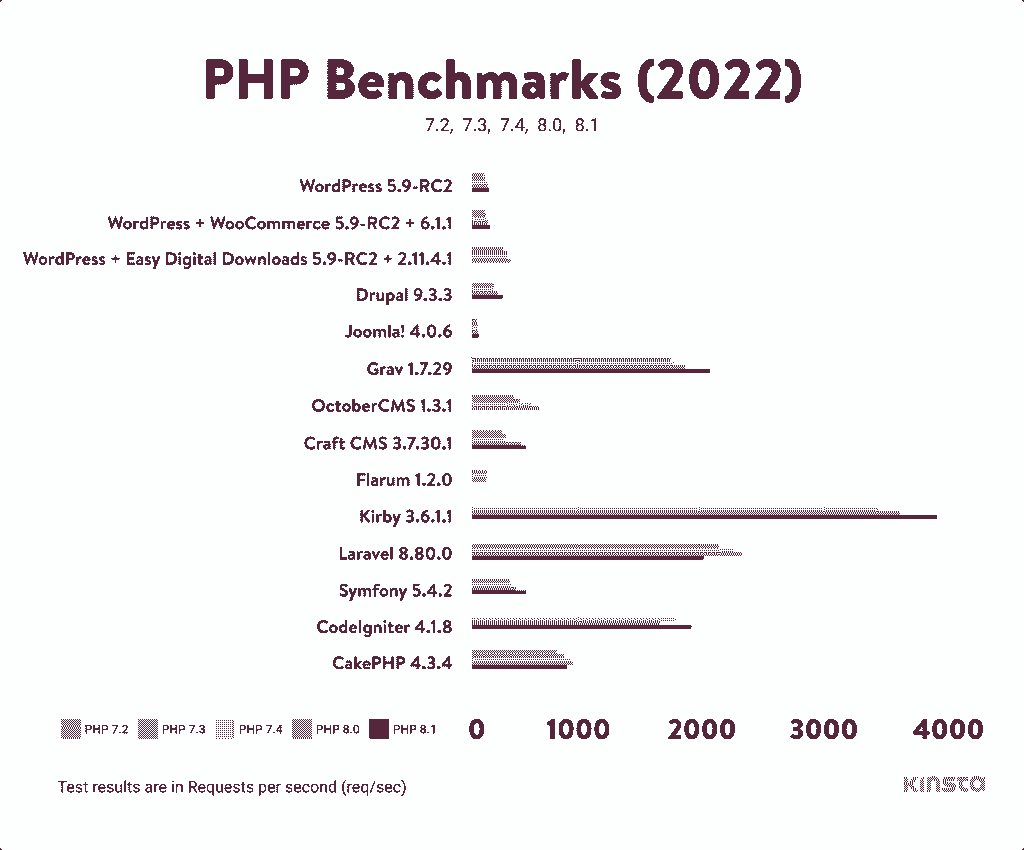 PHP Benchmarks (2022)
7.2, 7.3, 7.4, 8.0, 8.1
WordPress 5.9-RC2
WordPress + WooCommerce 5.9-RC2 + 6.1.1
WordPress + Easy Digital Downloads 5.9-RC2 + 2.11.4.1
Drupal 9.3.3
Joomla! 4.0.6
Grav 1.7.29
OctoberCMS 1.3.1
Craft CMS 3.7.30.1
Flarum 1.2.0
Kirby 3.6.1.1
Laravel 8.80.0
Symfony 5.4.2
CodeIgniter 4.1.8
CakePHP 4.3.4
PHP 7.2 PHP 7.3 PHP 7.4 PHP 8.0 PHP 8.1 0 1000 2000 3000 4000
Test results are in Requests per second (req/sec) KINSTA